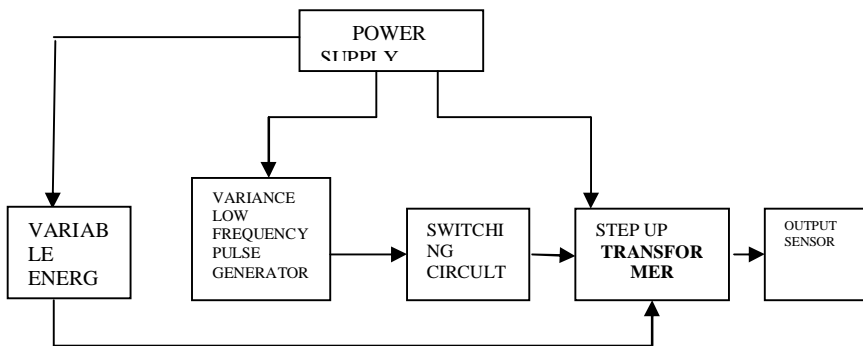 POWER
SUPPLY
VARIAB
LE
ENERG
VARIANCE
LOW
FREQUENCY
PULSE
GENERATOR
SWITCHI
NG
CIRCULT
STEP UP
TRANSFOR
MER
OUTPUT
SENSOR